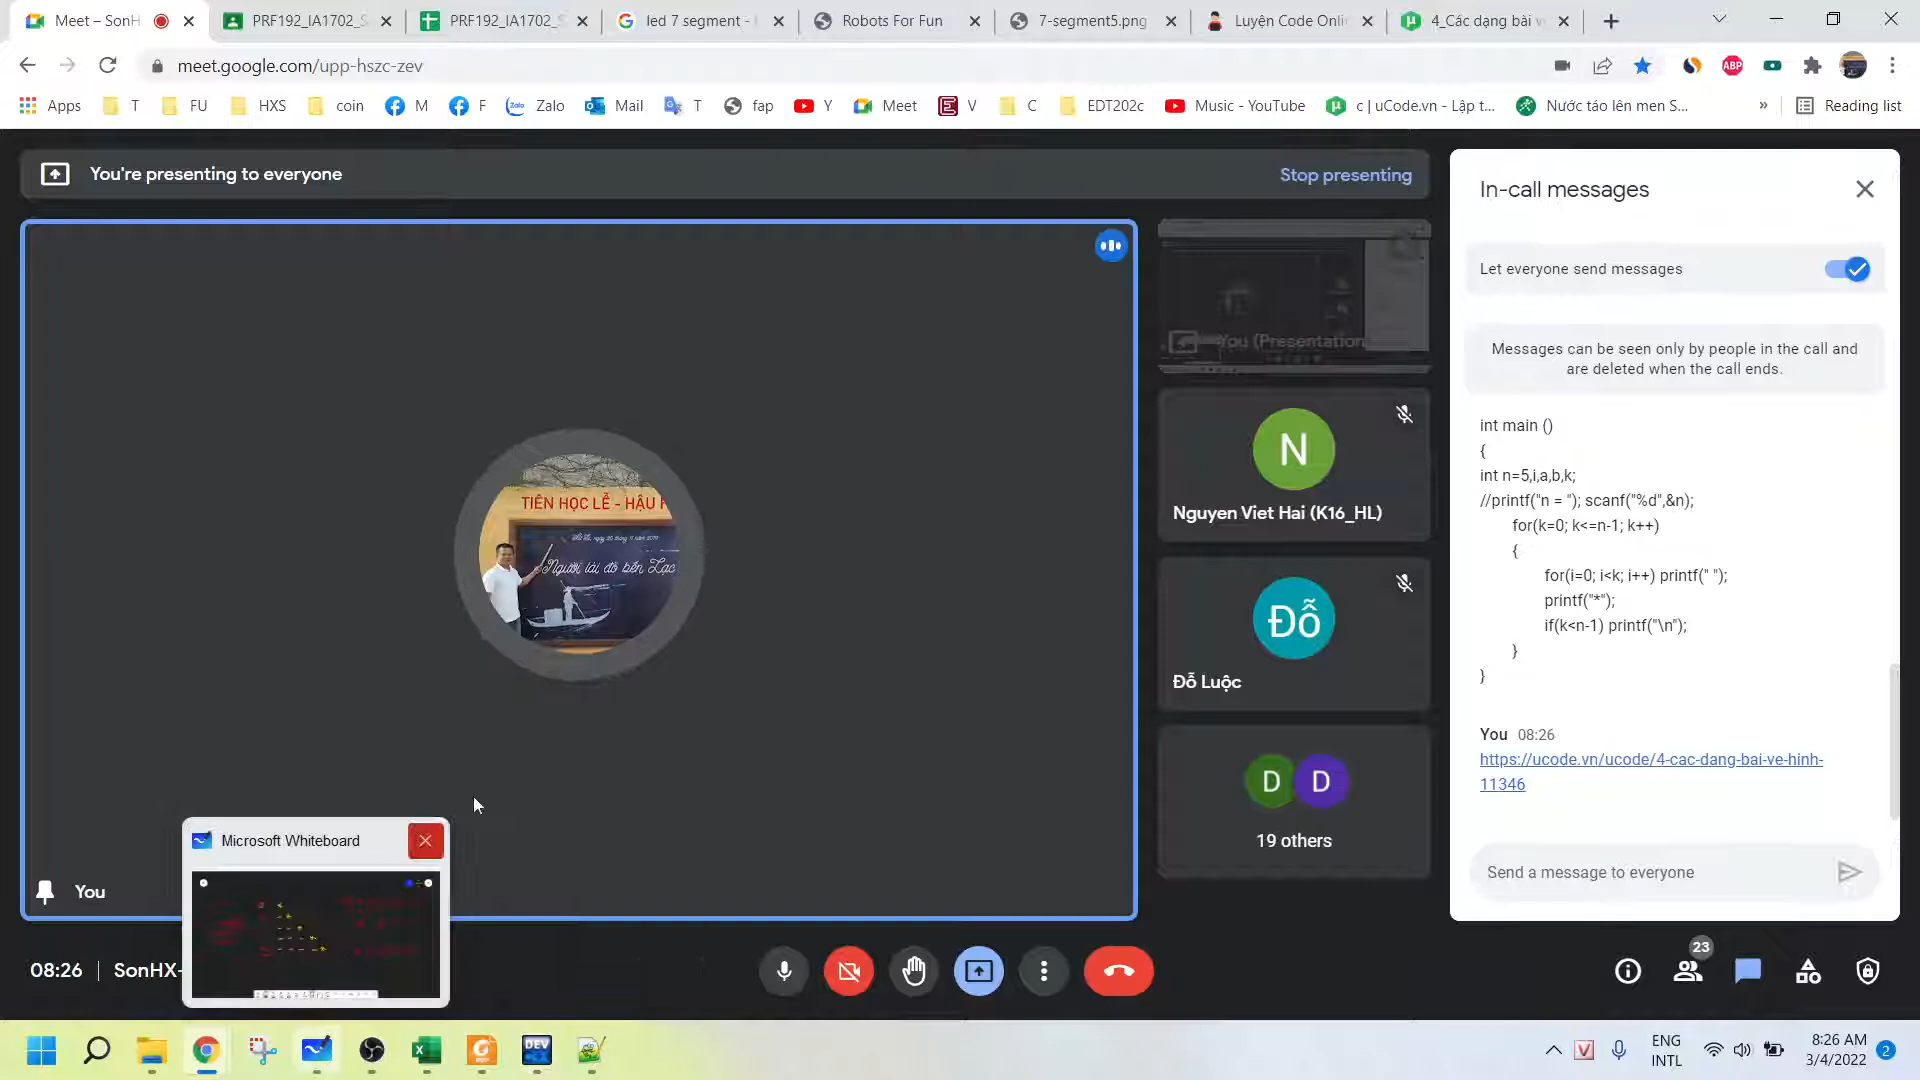 Meet – SonH
PRF192_IA1702_S
PRF192_IA1702_S
led 7 segment -
Robots For Fun
7-segment5.png
Luyện Code Onli
4_Các dạng bài v
meet.google.com/upp-hszc-zev
ABP
Apps
T
FU
HXS
coin
M
F
Zalo
Mail
T
fap
Y
Meet
V
C
EDT202c
Music - YouTube
c | uCode.vn - Lập t...
Nước táo lên men S...
»
Reading list
You're presenting to everyone
Stop presenting
TIÊN HỌC LỄ - HẬU
Người lái đò bến Lạc
You
You (Presentation
N
Nguyen Viet Hai (K16_HL)
Đỗ
Đỗ Luộc
D D
19 others
In-call messages
Let everyone send messages
Messages can be seen only by people in the call and
are deleted when the call ends.
int main ()
{
int n=5,i,a,b,k;
//printf("n = "); scanf("%d",&n);
for(k=0; k<=n-1; k++)
{
for(i=0; i<k; i++) printf(" ");
printf("*");
if(k<n-1) printf("\n");
}
}
You 08:26
https://ucode.vn/ucode/4-cac-dang-bai-ve-hinh-
11346
Send a message to everyone
Microsoft Whiteboard
08:26 | SonHX-
23
DEV
ENG
INTL
8:26 AM
3/4/2022
2